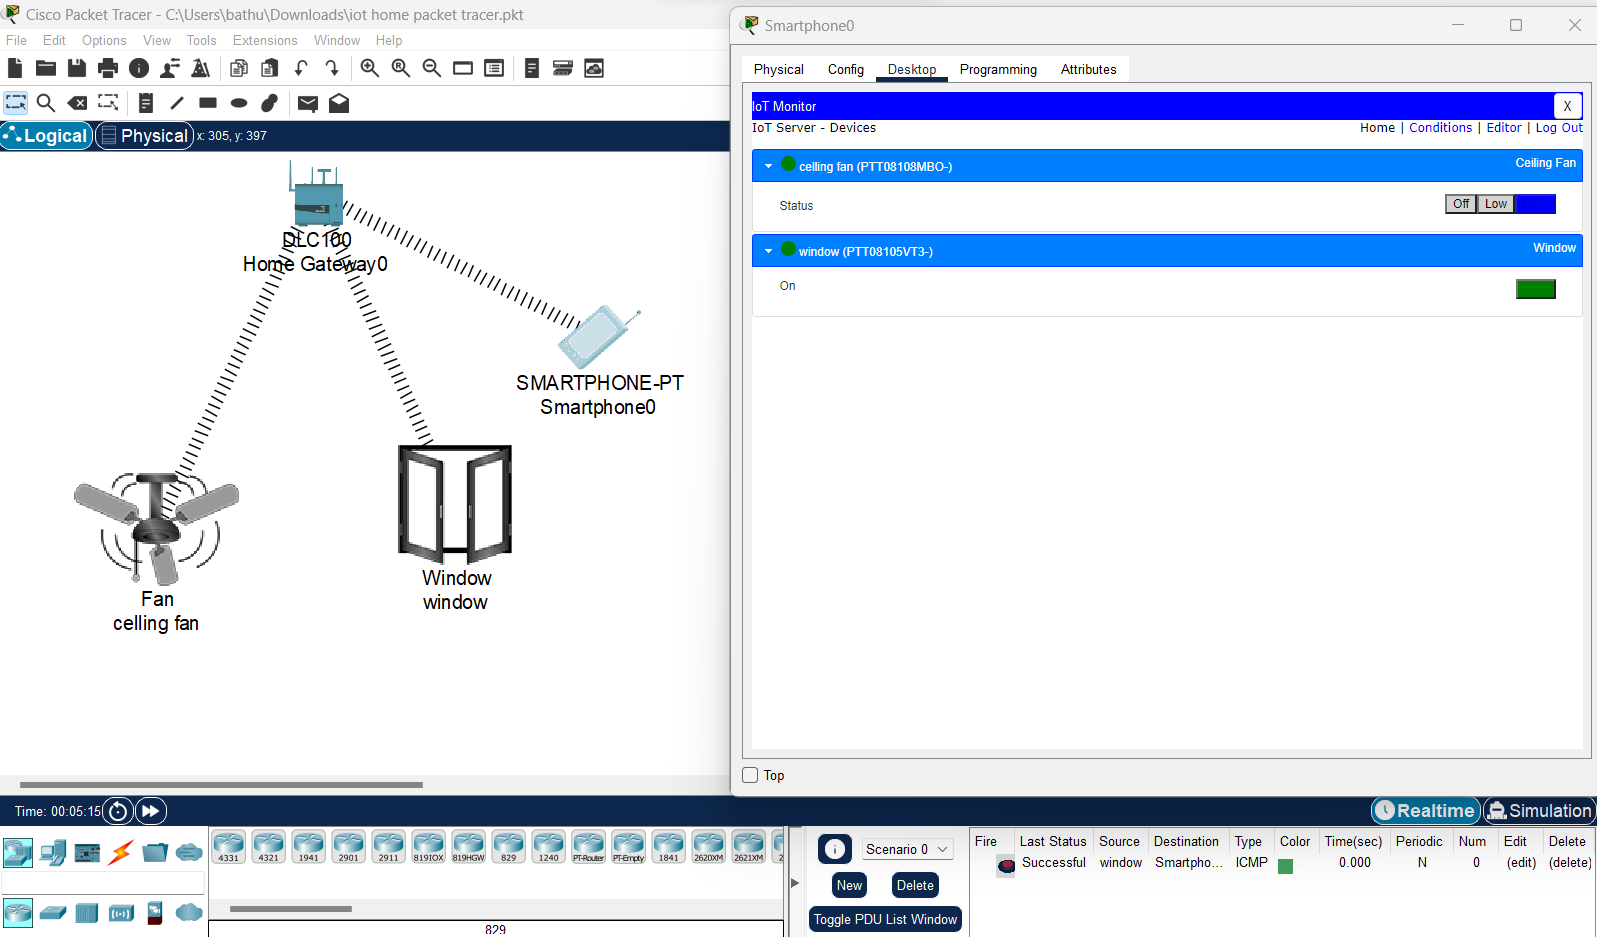 Cisco Packet Tracer - C:\Users\bathu\Downloads\iot home packet tracer.pkt
File Edit Options View Tools Extensions Window Help
Logical Physical x: 305, y: 397
DLC100
Home Gateway0
SMARTPHONE-PT
Smartphone0
Window
window
Fan
celling fan
Smartphone0
Physical Config Desktop Programming Attributes
IoT Monitor X
IoT Server - Devices Home | Conditions | Editor | Log Out
celling fan (PTT08108MBO-) Ceiling Fan
Status Off Low
window (PTT08105VT3-) Window
On
Top
Time: 00:05:15 Realtime Simulation
4331 4321 1941 2901 2911 819IOX 819HGW 829 1240 PT-Router PT-Empty 1841 2620XM 2621XM 2
829
Scenario 0
New Delete
Toggle PDU List Window
Fire Last Status Source Destination Type Color Time(sec) Periodic Num Edit Delete
Successful window Smartpho... ICMP 0.000 N 0 (edit) (delete)